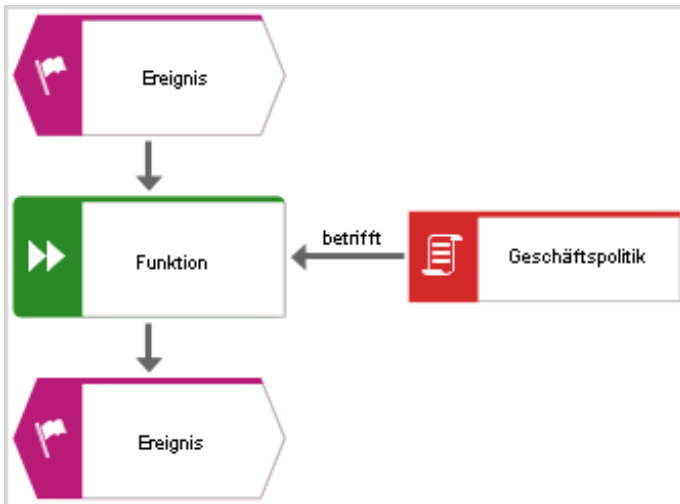 Ereignis
betrifft
Funktion
Geschäftspolitik
Ereignis